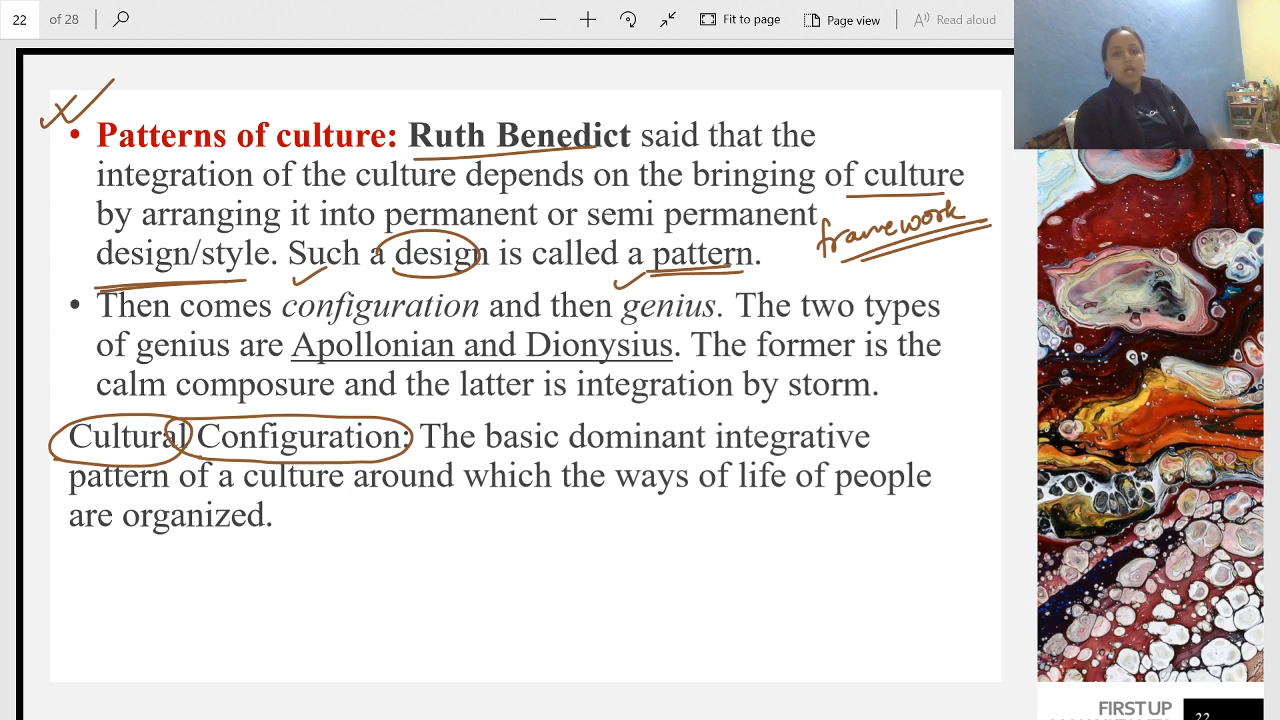 22 of 28 Fit to page Page view Read aloud
• Patterns of culture: Ruth Benedict said that the
integration of the culture depends on the bringing of culture
by arranging it into permanent or semi permanent
framework
design/style. Such a design is called a pattern.
• Then comes configuration and then genius. The two types
of genius are Apollonian and Dionysius. The former is the
calm composure and the latter is integration by storm.
Cultural Configuration: The basic dominant integrative
pattern of a culture around which the ways of life of people
are organized.
FIRST UP
22